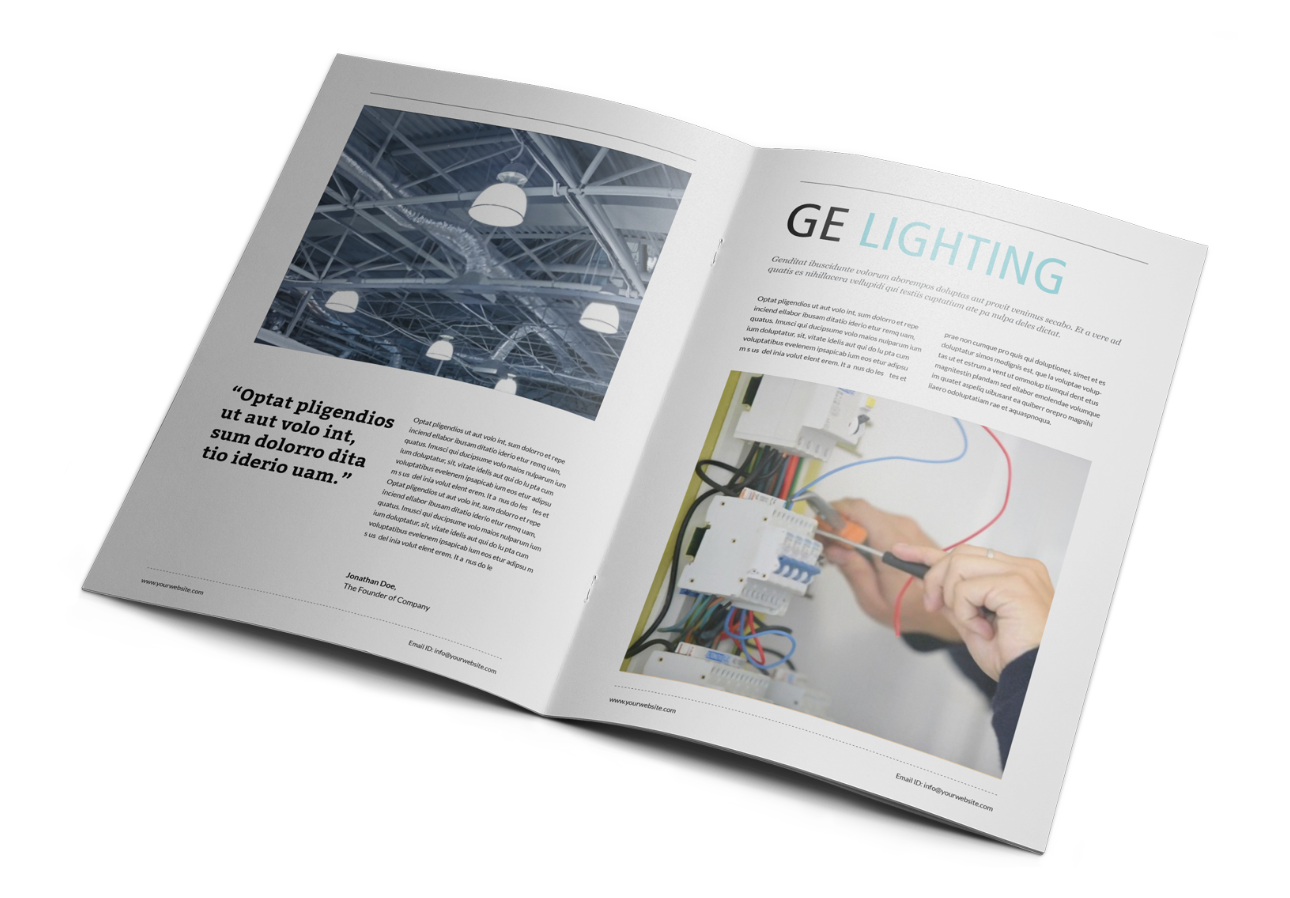 “Optat pligendios
ut aut volo int,
sum dolorro dita
tio iderio uam.”
Optat pligendios ut aut volo int, sum dolorro et repe
inciend ellabor ibusam ditatio iderio etur remq uam,
quatus. Imusci qui ducipsume volo maios nulparum ium
ium doluptatur, sit, vitate idelis aut qui do lu pta cum
voluptatibus evelenem ipsapicab ium eos etur adipsu
m s us del inia volut elent erem. It a nus do les tes et
Optat pligendios ut aut volo int, sum dolorro et repe
inciend ellabor ibusam ditatio iderio etur remq uam,
quatus. Imusci qui ducipsume volo maios nulparum ium
ium doluptatur, sit, vitate idelis aut qui do lu pta cum
voluptatibus evelenem ipsapicab ium eos etur adipsu m
s us del inia volut elent erem. It a nus do le
Jonathan Doe,
The Founder of Company
www.yourwebsite.com
Email ID: info@yourwebsite.com
GE LIGHTING
Genditat ibuscidunte volorum aborempos doluptas aut provit venimus secabo. Et a vere ad
quatis es nihillacera vellupidi qui testiis cuptatium ate pa nulpa deles dictat.
Optat pligendios ut aut volo int, sum dolorro et repe
inciend ellabor ibusam ditatio iderio etur remq uam,
quatus. Imusci qui ducipsume volo maios nulparum ium
ium doluptatur, sit, vitate idelis aut qui do lu pta cum
voluptatibus evelenem ipsapicab ium eos etur adipsu
m s us del inia volut elent erem. It a nus do les tes et
prae non cumque pro quis qui doluptionet, simet et es
doluptatur simos modignis est, que la voluptae volup-
tas ut et estrum a vent ut ommolup tiumqui dent etus
magnitestin plandam sed ellabor emolendae volumque
im quatet aspeliq uibusant ea quiberr orepro magnihi
llaero odoluptatiam rae et aquaspmoqua.
www.yourwebsite.com
Email ID: info@yourwebsite.com